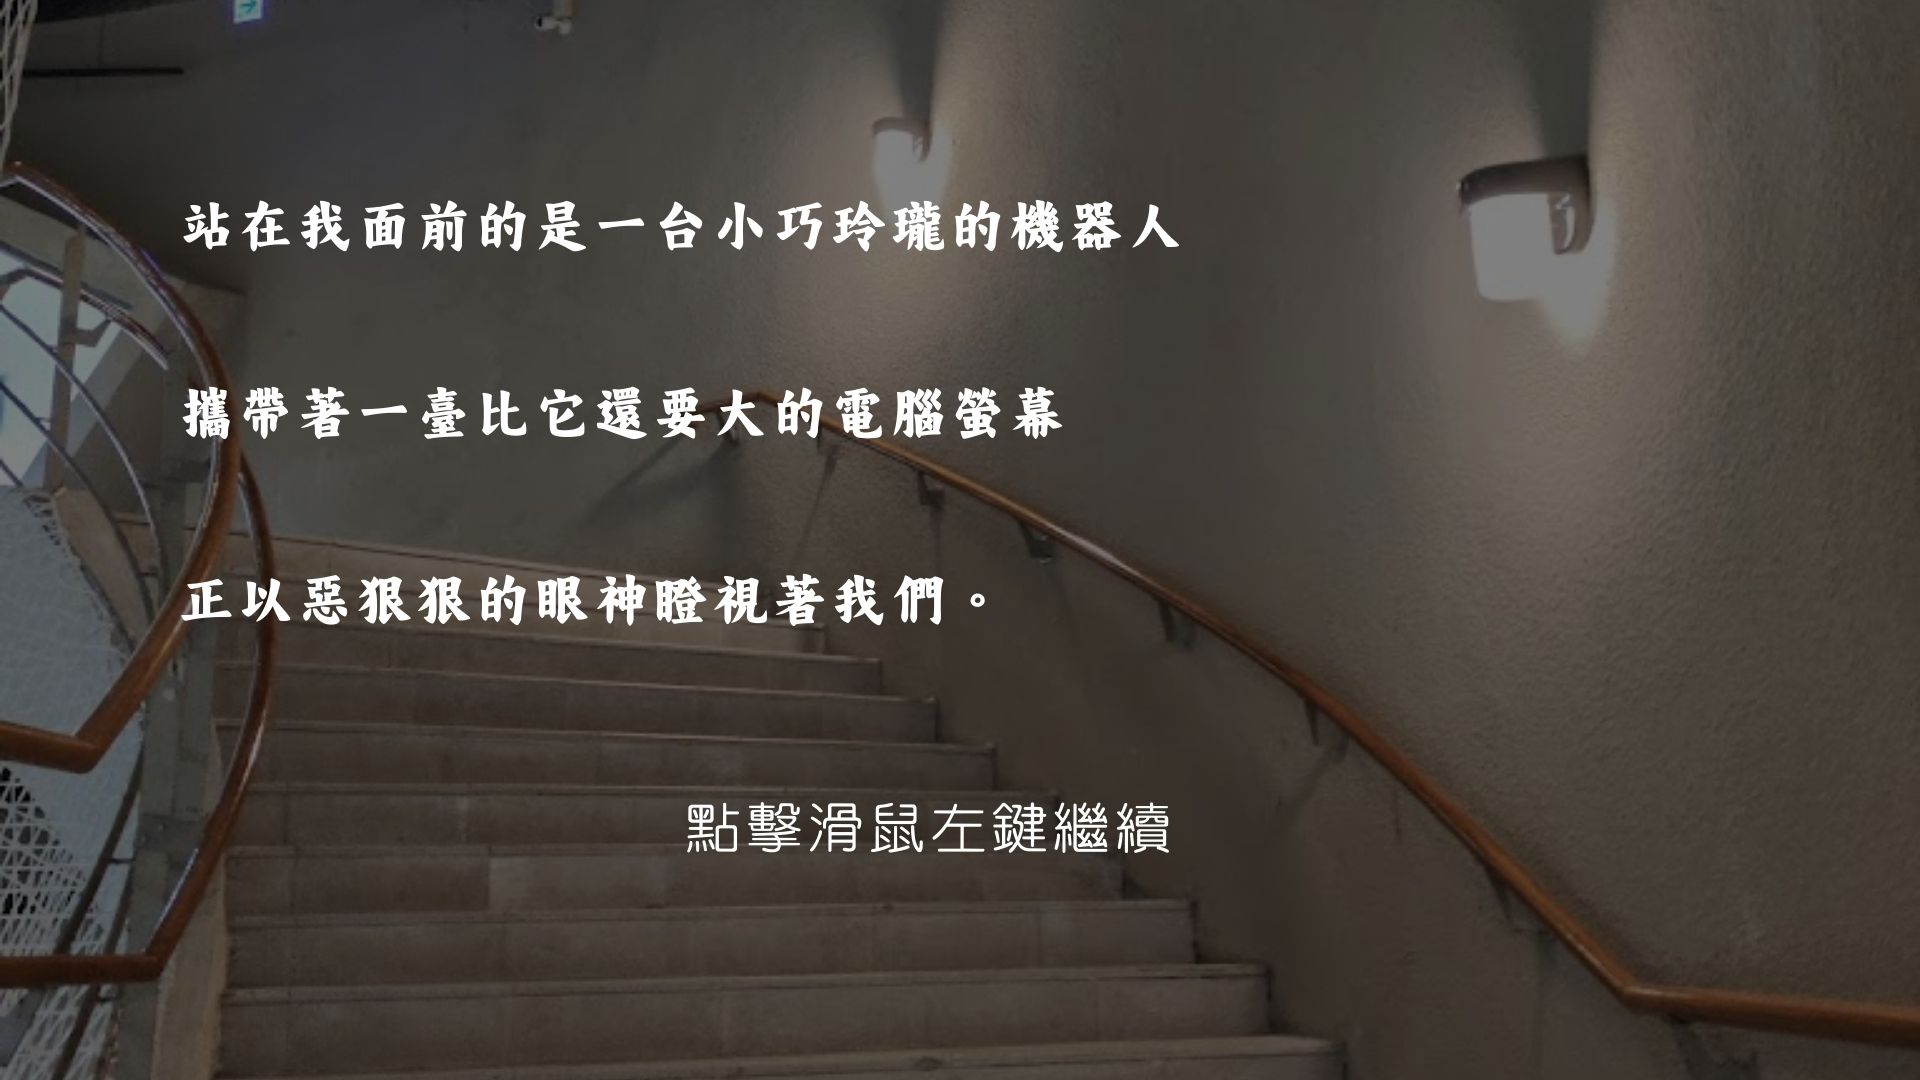 站在我面前的是一台小巧玲瓏的機器人
攜帶著一臺比它還要大的電腦螢幕
正以惡狠狠的眼神瞪視著我們。
點擊滑鼠左鍵繼續